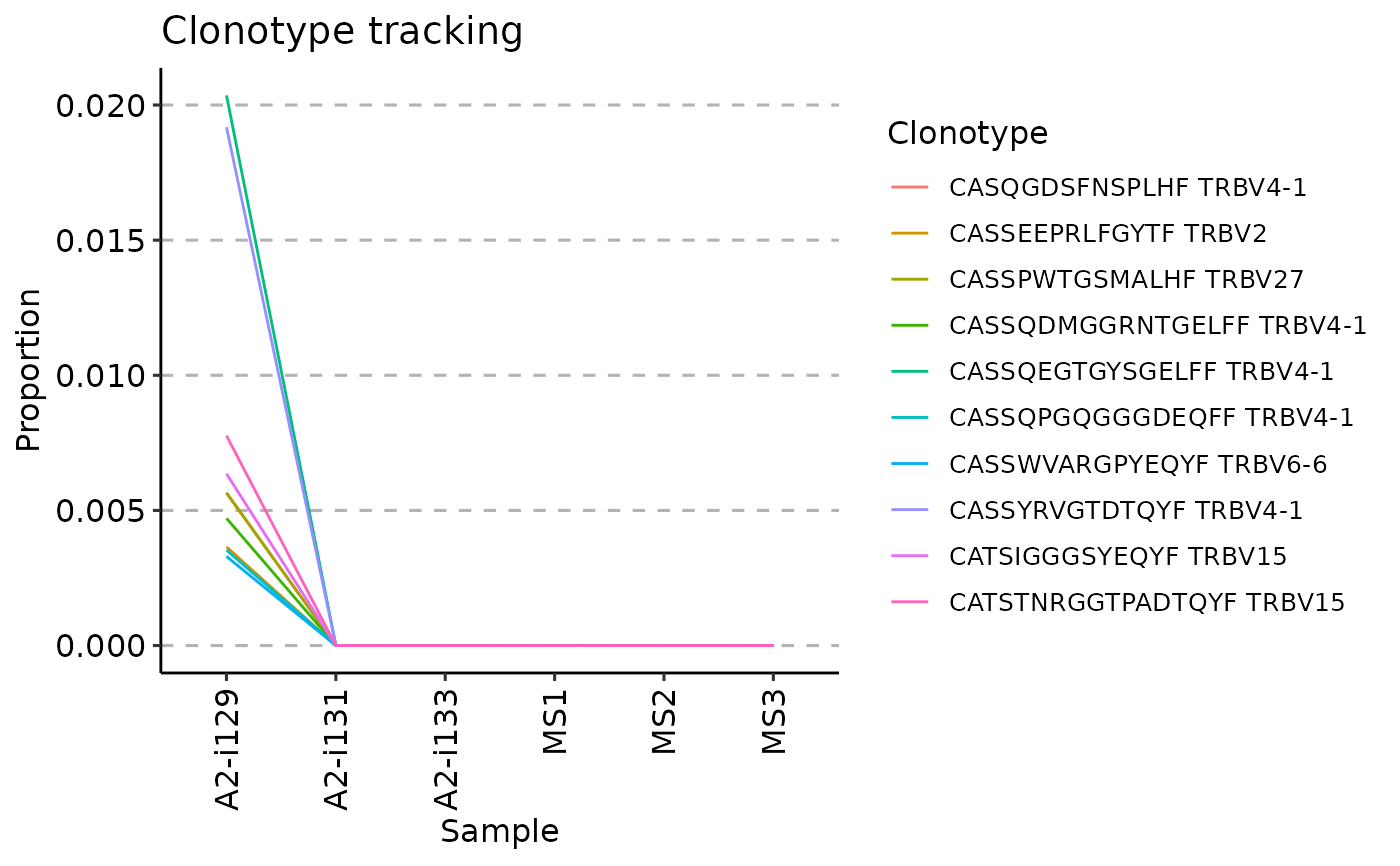 Clonotype tracking
0.020
0.015
0.010
0.005
0.000
Proportion
A2-i129
A2-i131
A2-i133
MS1
MS2
MS3
Sample
Clonotype
CASQGDSFNSPLHF TRBV4-1
CASSEEPRLFGYTF TRBV2
CASSPWTGSMALHF TRBV27
CASSQDMGGRNTGELFF TRBV4-1
CASSQEGTGYSGELFF TRBV4-1
CASSQPGQGGGDEQFF TRBV4-1
CASSWVARGPYEQYF TRBV6-6
CASSYRVGTDTQYF TRBV4-1
CATSIGGGSYEQYF TRBV15
CATSTNRGGTPADTQYF TRBV15